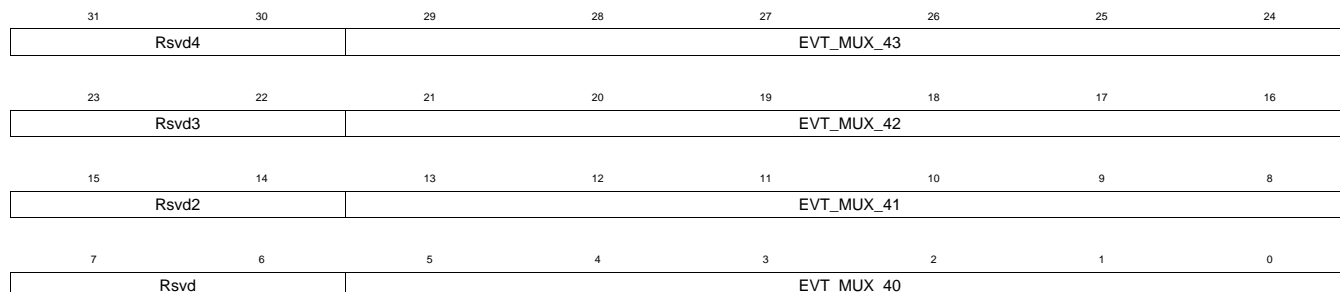 31 30 29 28 27 26 25 24
Rsvd4 EVT_MUX_43
23 22 21 20 19 18 17 16
Rsvd3 EVT_MUX_42
15 14 13 12 11 10 9 8
Rsvd2 EVT_MUX_41
7 6 5 4 3 2 1 0
Rsvd EVT_MUX_40